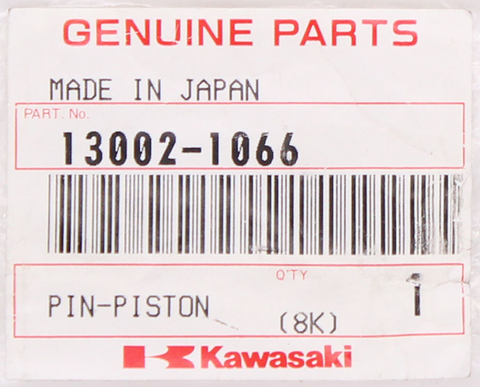 GENUINE PARTS
MADE IN JAPAN
PART. No.
13002-1066
Q'TY
PIN-PISTON (8K) 1
Kawasaki